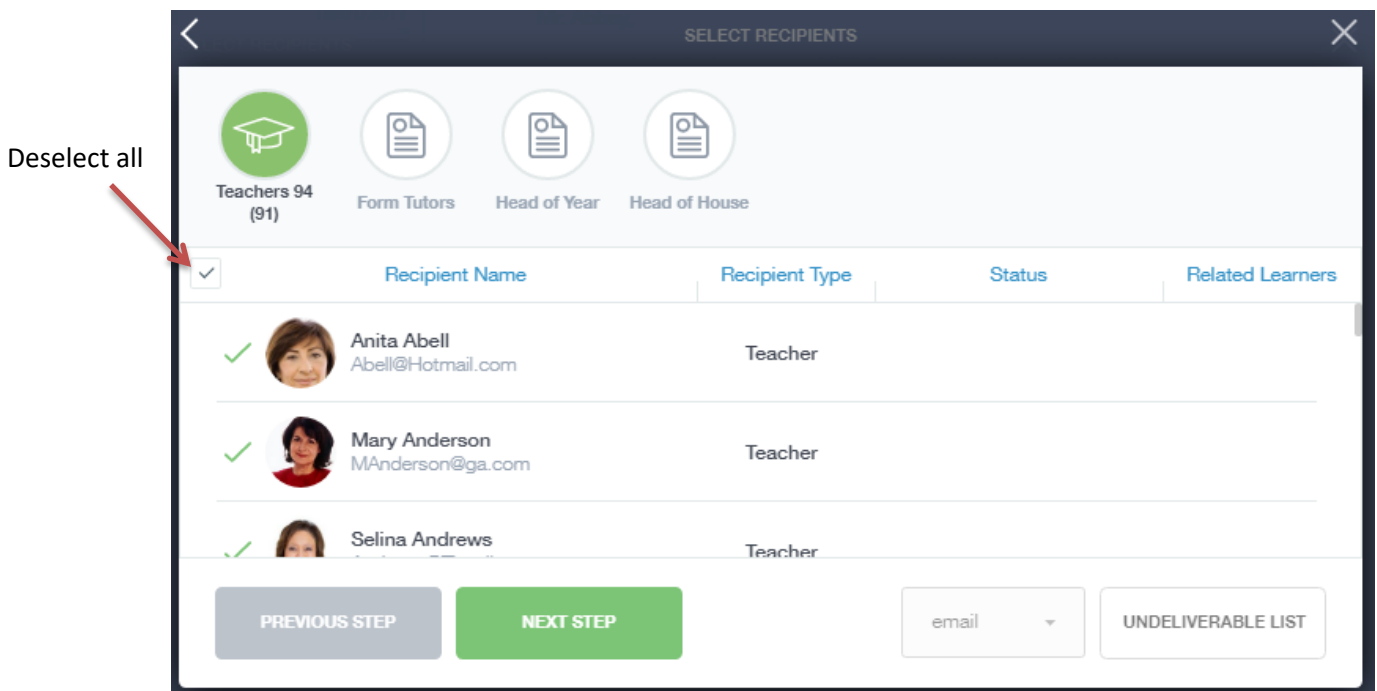 SELECT RECIPIENTS
Deselect all
Teachers 94
(91)
Form Tutors
Head of Year
Head of House
Recipient Name
Recipient Type
Status
Related Learners
Anita Abell
Abell@Hotmail.com
Teacher
Mary Anderson
MAnderson@ga.com
Teacher
Selina Andrews
Teacher
PREVIOUS STEP
NEXT STEP
email
UNDELIVERABLE LIST